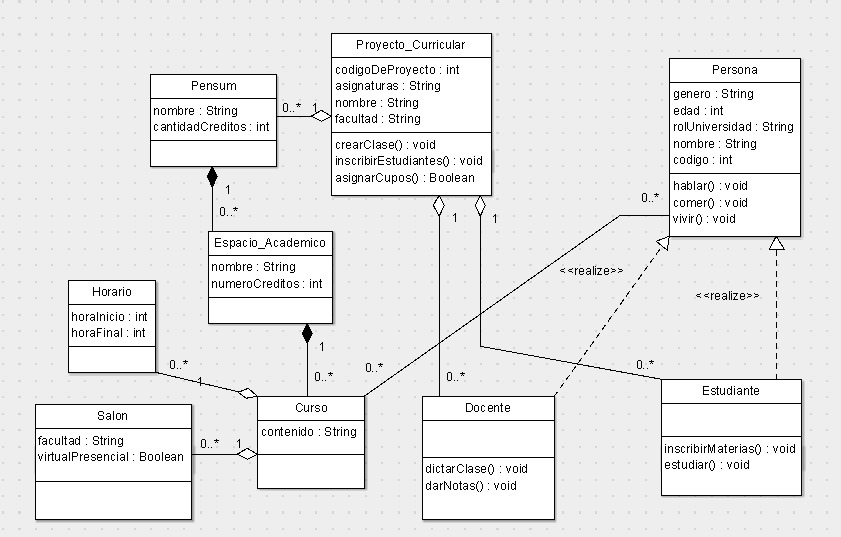 Proyecto_Curricular
codigoDeProyecto : int
asignaturas : String
nombre : String
facultad : String
crearClase() : void
inscribirEstudiantes() : void
asignarCupos() : Boolean
Persona
genero : String
edad : int
rolUniversidad : String
nombre : String
codigo : int
hablar() : void
comer() : void
vivir() : void
Pensum
nombre : String
cantidadCreditos : int
0..*
1
1
0..*
1
1
0..*
Espacio_Academico
nombre : String
numeroCreditos : int
<<realize>>
<<realize>>
Horario
horaInicio : int
horaFinal : int
1
0..*
0..*
1
0..*
0..*
0..*
Curso
contenido : String
Salon
facultad : String
virtualPresencial : Boolean
0..*
1
Docente
dictarClase() : void
darNotas() : void
Estudiante
inscribirMaterias() : void
estudiar() : void